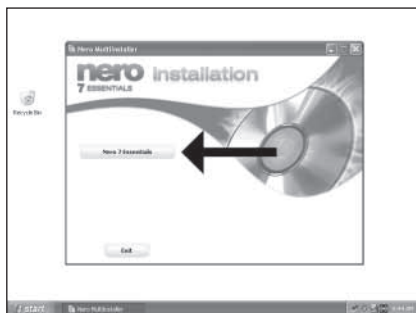 Nero MultiInstaller
nero installation
7 ESSENTIALS
Recycle Bin
Nero 7 Essentials
Exit
start
Nero MultiInstaller